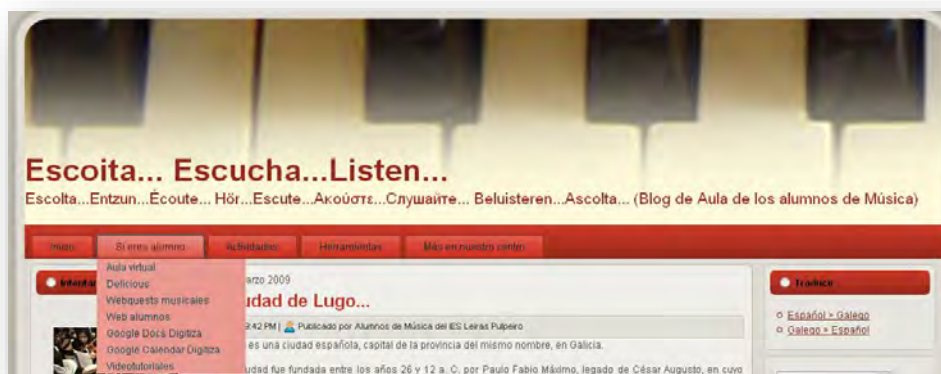 Escoita... Escucha...Listen...
Escolta...Entzun...Écoute... Hör...Escute...Ακούστε...Слушайте... Beluisteren...Ascolta... (Blog de Aula de los alumnos de Música)
Inicio Si eres alumno Actividades Herramientas Más en nuestro centro
Aula virtual
Delicious
Webquests musicales
Web alumnos
Google Docs Digitiza
Google Calendar Digitiza
Videotutoriales
arzo 2009
udad de Lugo...
9:42 PM | Publicado por Alumnos de Música del IES Leiras Pulpeiro
es una ciudad española, capital de la provincia del mismo nombre, en Galicia.
udad fue fundada entre los años 26 y 12 a. C. por Paulo Fabio Máximo, legado de César Augusto, en cuyo
Traduce
Español > Galego
Galego > Español